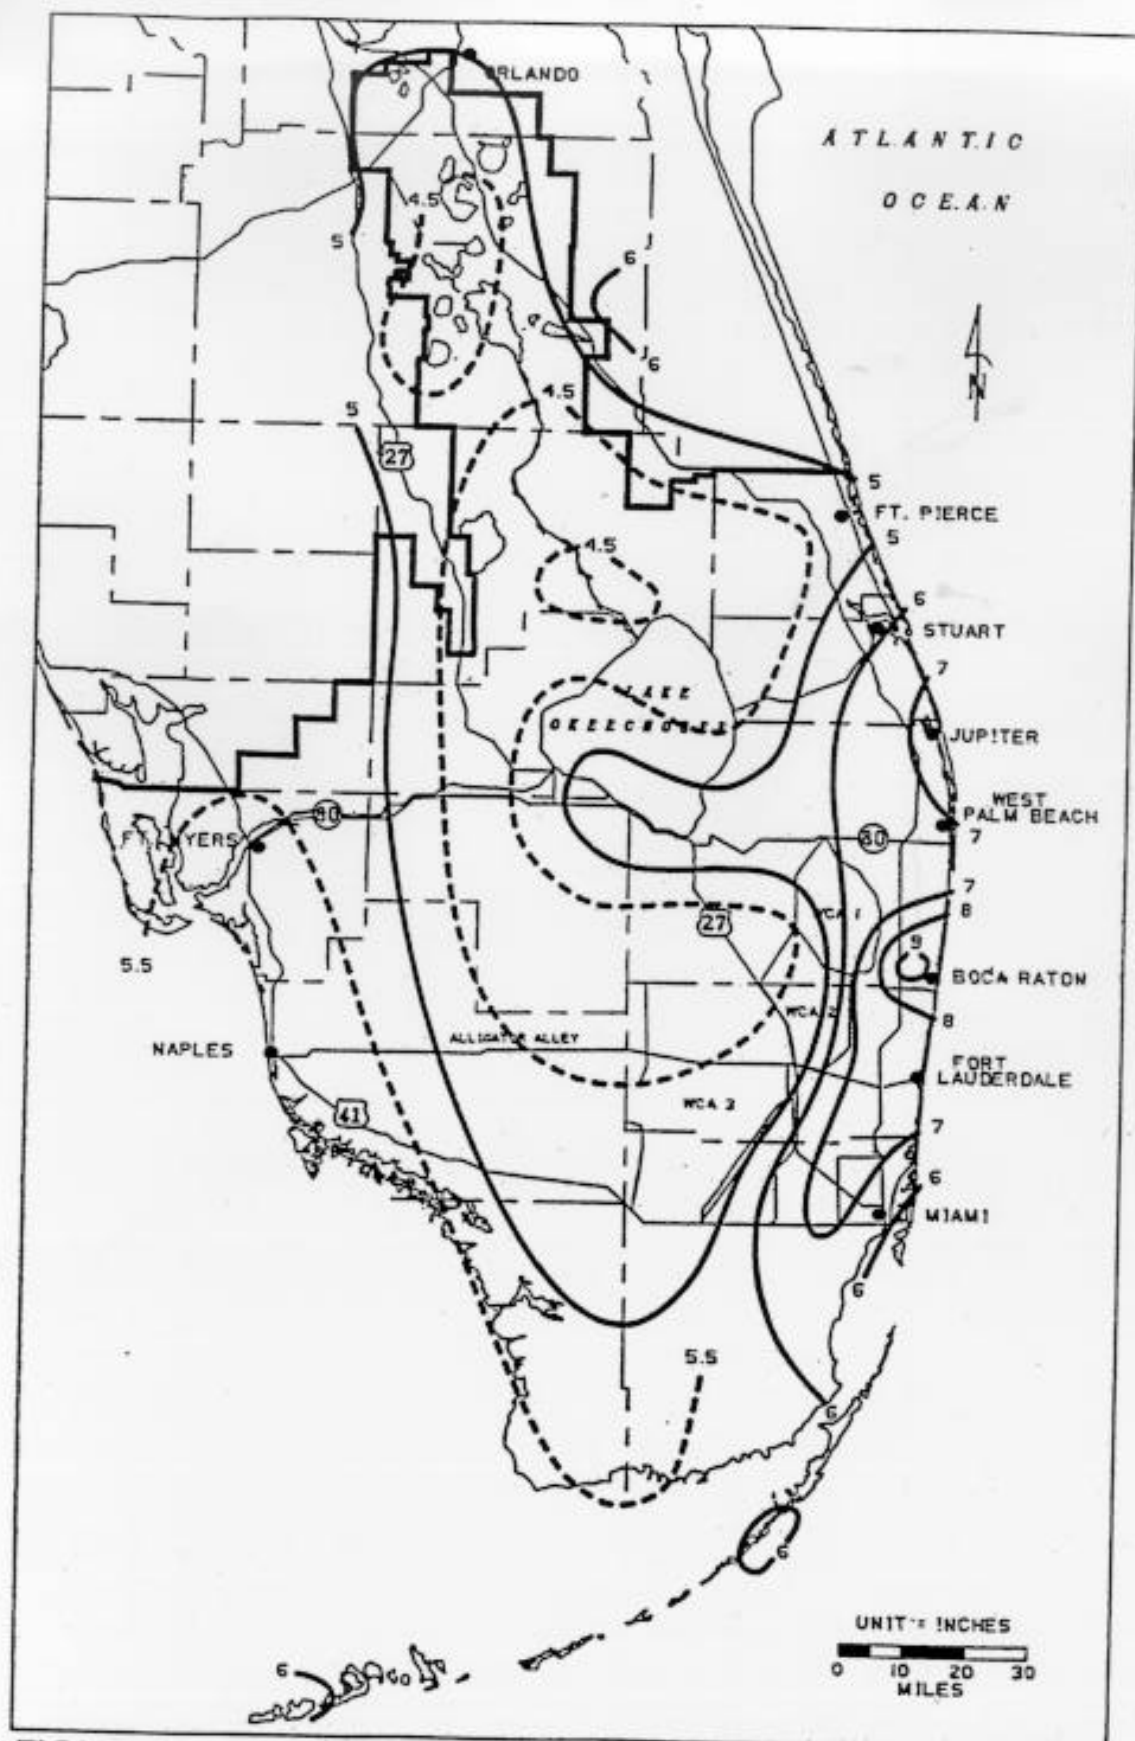 ORLANDO
ATLANTIC
OCEAN
4.5
5
6
6
N
4.5
5
27
5
FT. PIERCE
5
4.5
6
STUART
7
LAKE
OKEECHOBEE
JUPITER
WEST
PALM BEACH
80
80
7
FT. MYERS
7
8
WCA 1
27
9
5.5
BOCA RATON
WCA 2
8
NAPLES
ALLIGATOR ALLEY
FORT
LAUDERDALE
WCA 3
41
7
6
MIAMI
6
5.5
6
6
UNIT = INCHES
0 10 20 30
MILES
6